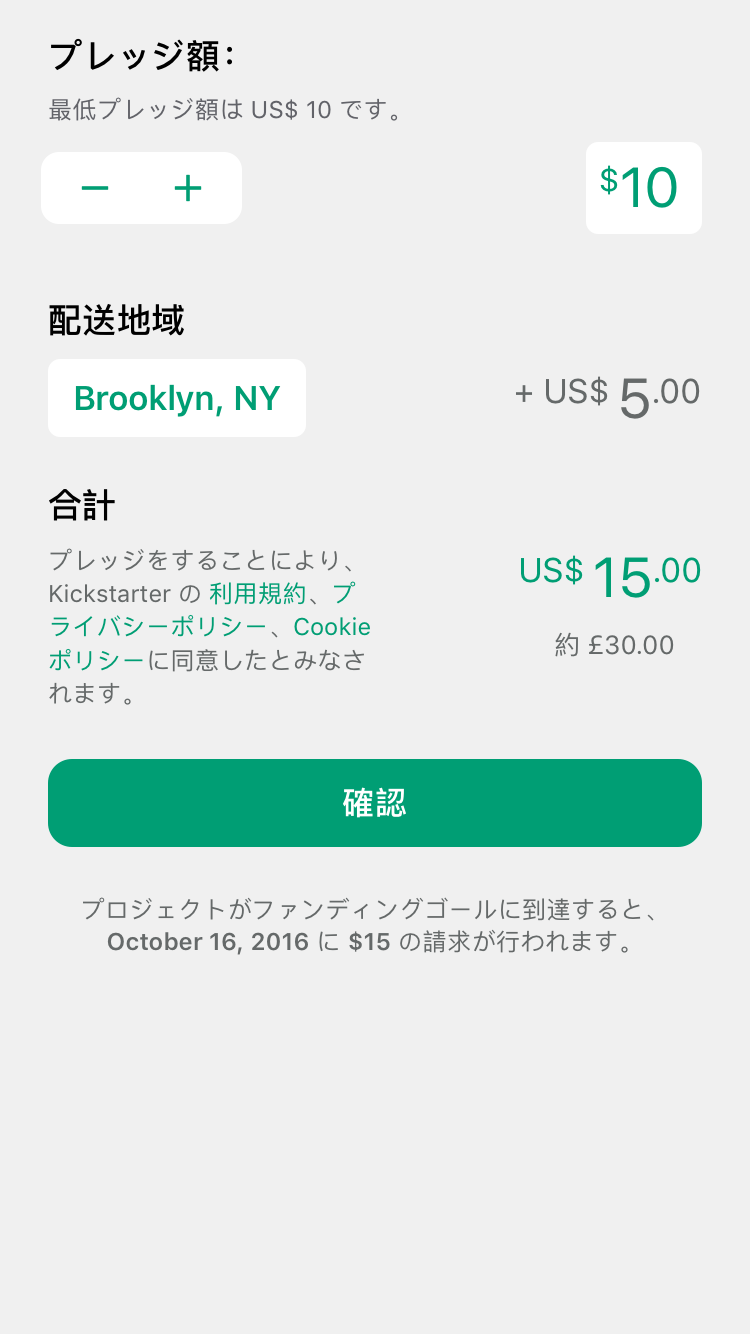 プレッジ額：
最低プレッジ額は US$ 10 です。
− +
$10
配送地域
Brooklyn, NY
+ US$ 5.00
合計
プレッジをすることにより、
Kickstarter の 利用規約、プ
ライバシーポリシー、Cookie
ポリシーに同意したとみなさ
れます。
US$ 15.00
約 £30.00
確認
プロジェクトがファンディングゴールに到達すると、
October 16, 2016 に $15 の請求が行われます。